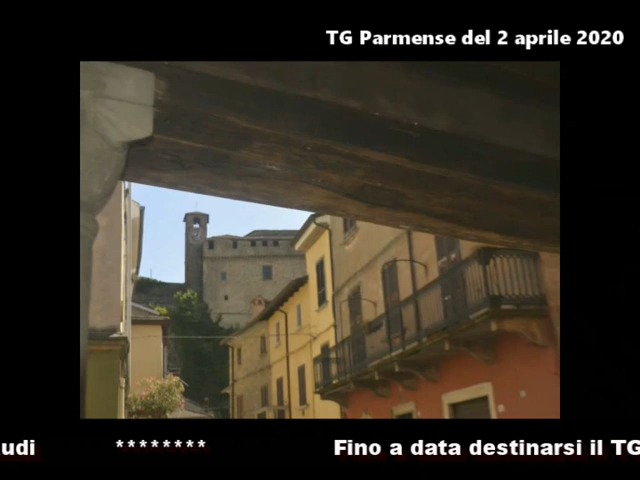 TG Parmense del 2 aprile 2020
udi ******** Fino a data destinarsi il TG